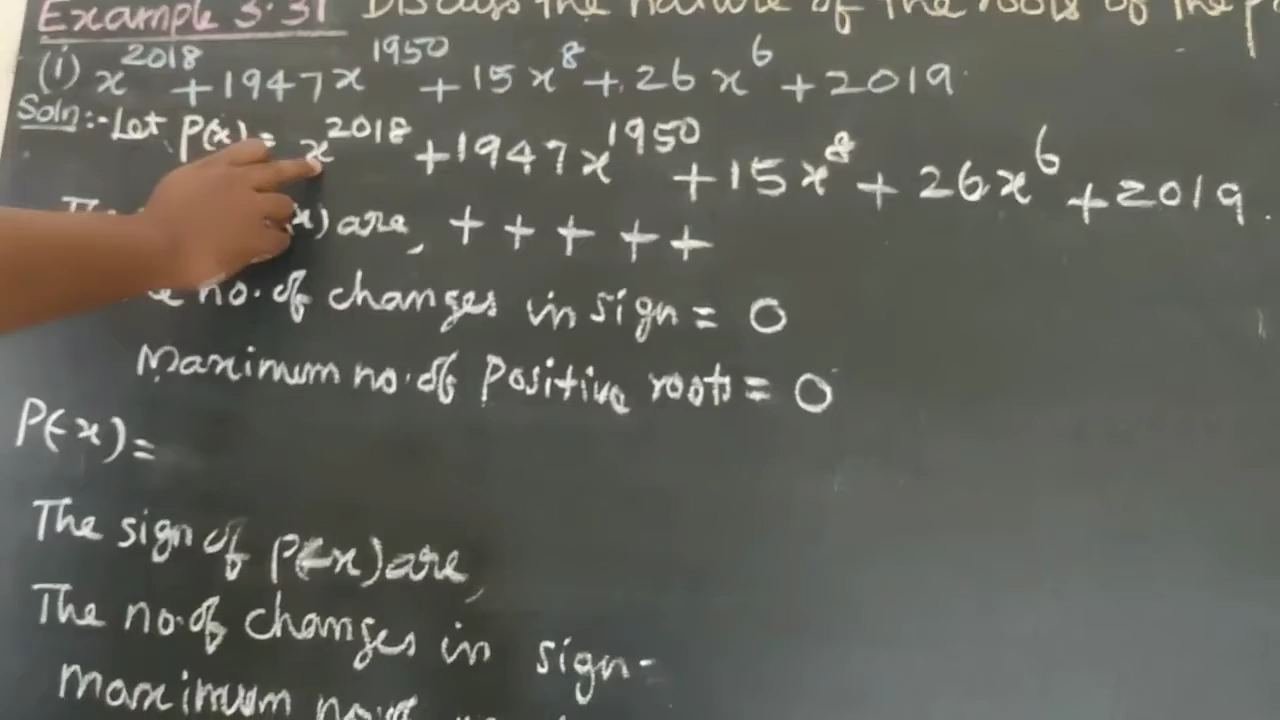 Example 3.31 Discuss the nature of the roots of the
(i) x^2018 + 1947x^1950 + 15x^8 + 26x^6 + 2019.
Soln:- Let P(x) = x^2018 + 1947x^1950 + 15x^8 + 26x^6 + 2019.
x) are, + + + + +
no. of changes in sign = 0
Maximum no. of Positive roots = 0
P(-x) =
The sign of P(-x) are,
The no. of changes in sign =
Maximum no. of